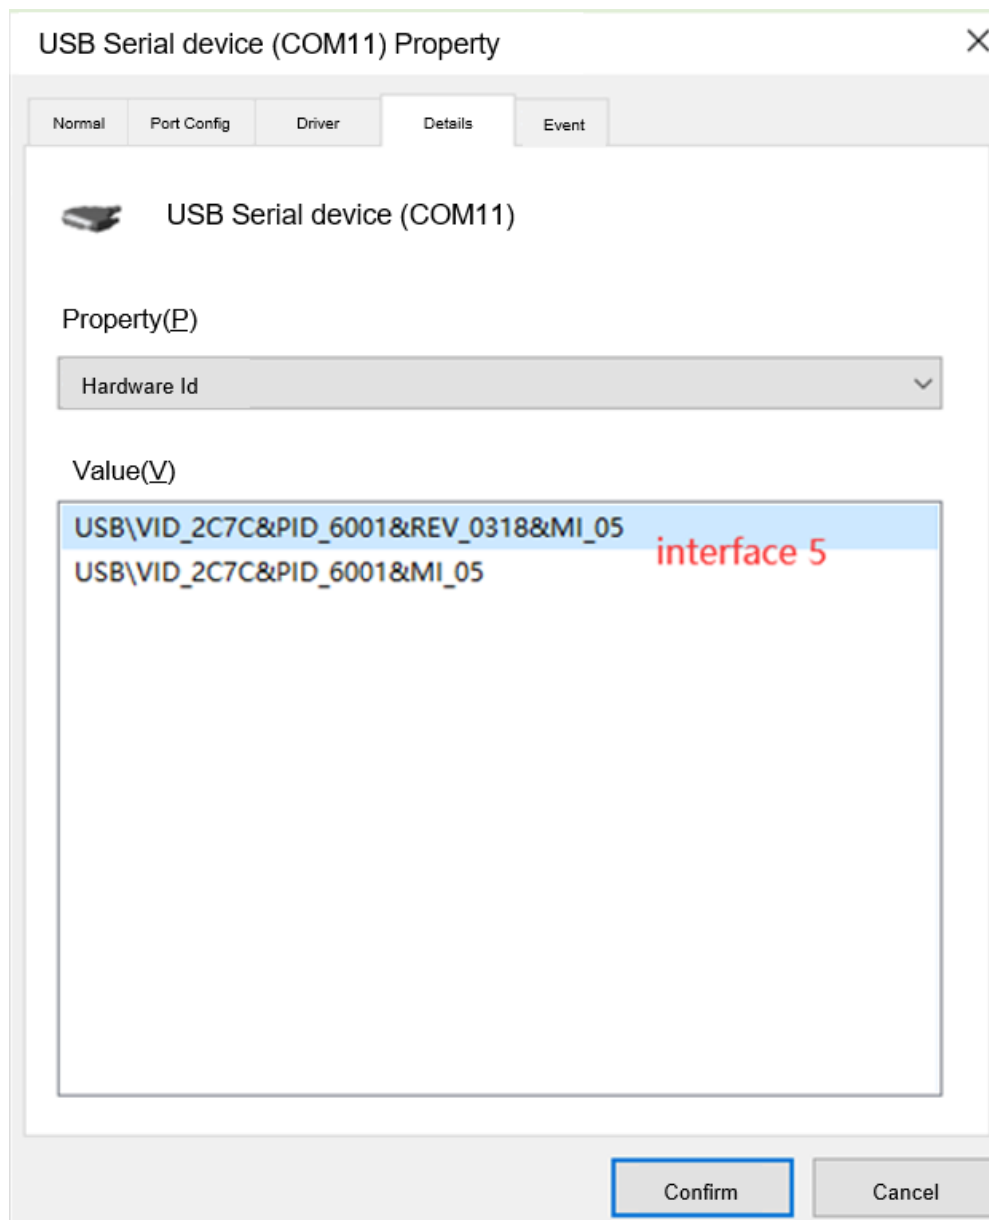 USB Serial device (COM11) Property
Normal Port Config Driver Details Event
USB Serial device (COM11)
Property(P)
Hardware Id
Value(V)
USB\VID_2C7C&PID_6001&REV_0318&MI_05
interface 5
USB\VID_2C7C&PID_6001&MI_05
Confirm Cancel